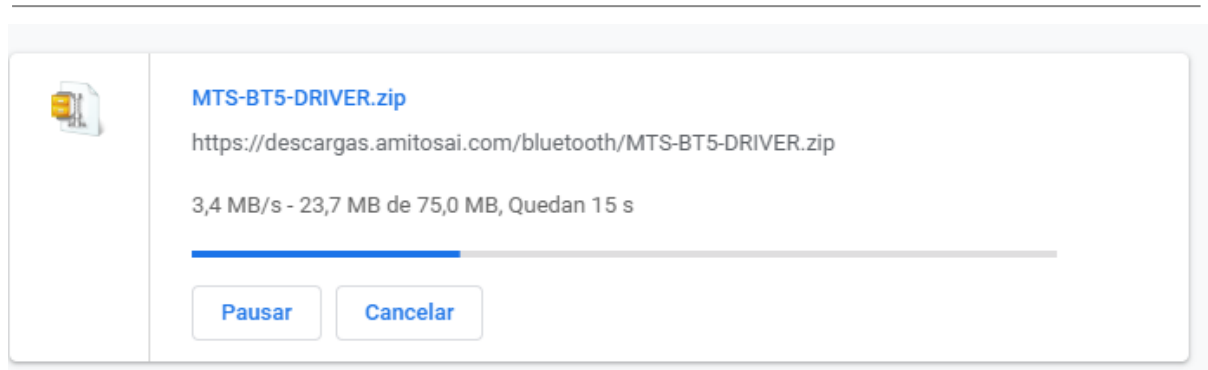 MTS-BT5-DRIVER.zip
https://descargas.amitosai.com/bluetooth/MTS-BT5-DRIVER.zip
3,4 MB/s - 23,7 MB de 75,0 MB, Quedan 15 s
Pausar Cancelar